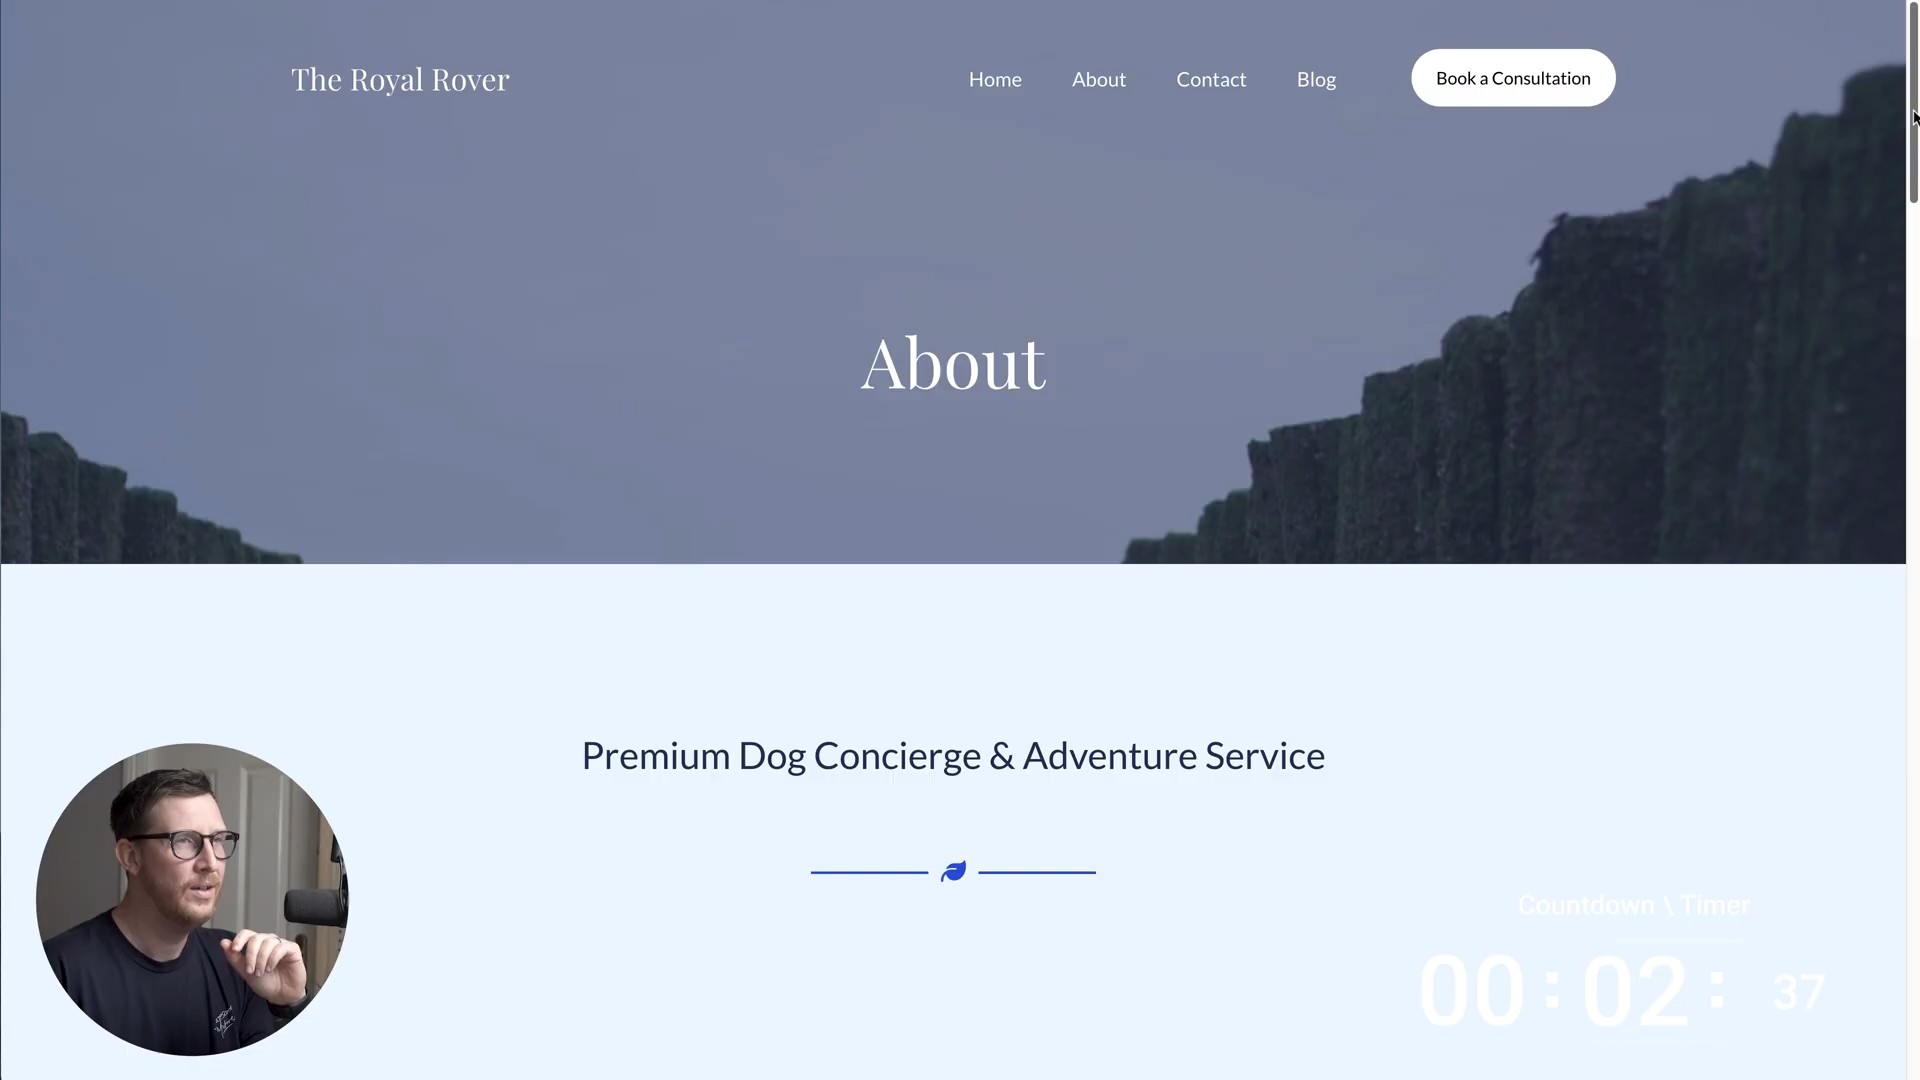 The Royal Rover
Home About Contact Blog Book a Consultation
About
Premium Dog Concierge & Adventure Service
Countdown \ Timer
00 : 02 : 37